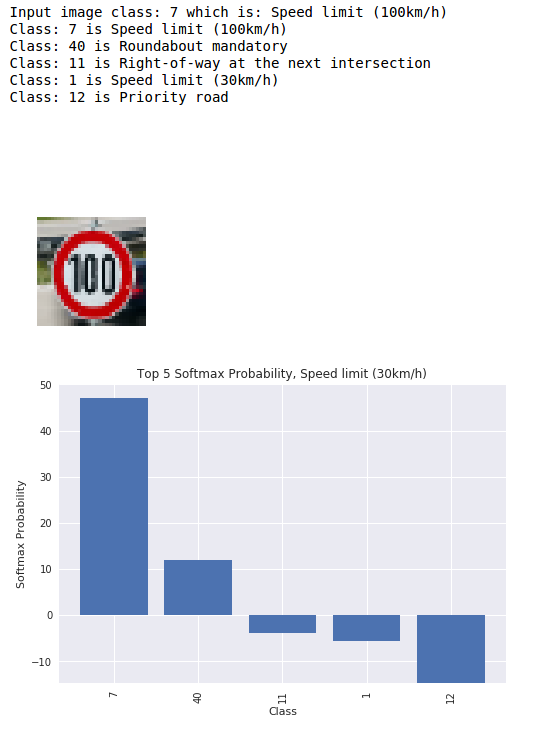 Input image class: 7 which is: Speed limit (100km/h)
Class: 7 is Speed limit (100km/h)
Class: 40 is Roundabout mandatory
Class: 11 is Right-of-way at the next intersection
Class: 1 is Speed limit (30km/h)
Class: 12 is Priority road
100
Top 5 Softmax Probability, Speed limit (30km/h)
50
40
30
20
10
0
−10
Softmax Probability
7
40
11
1
12
Class